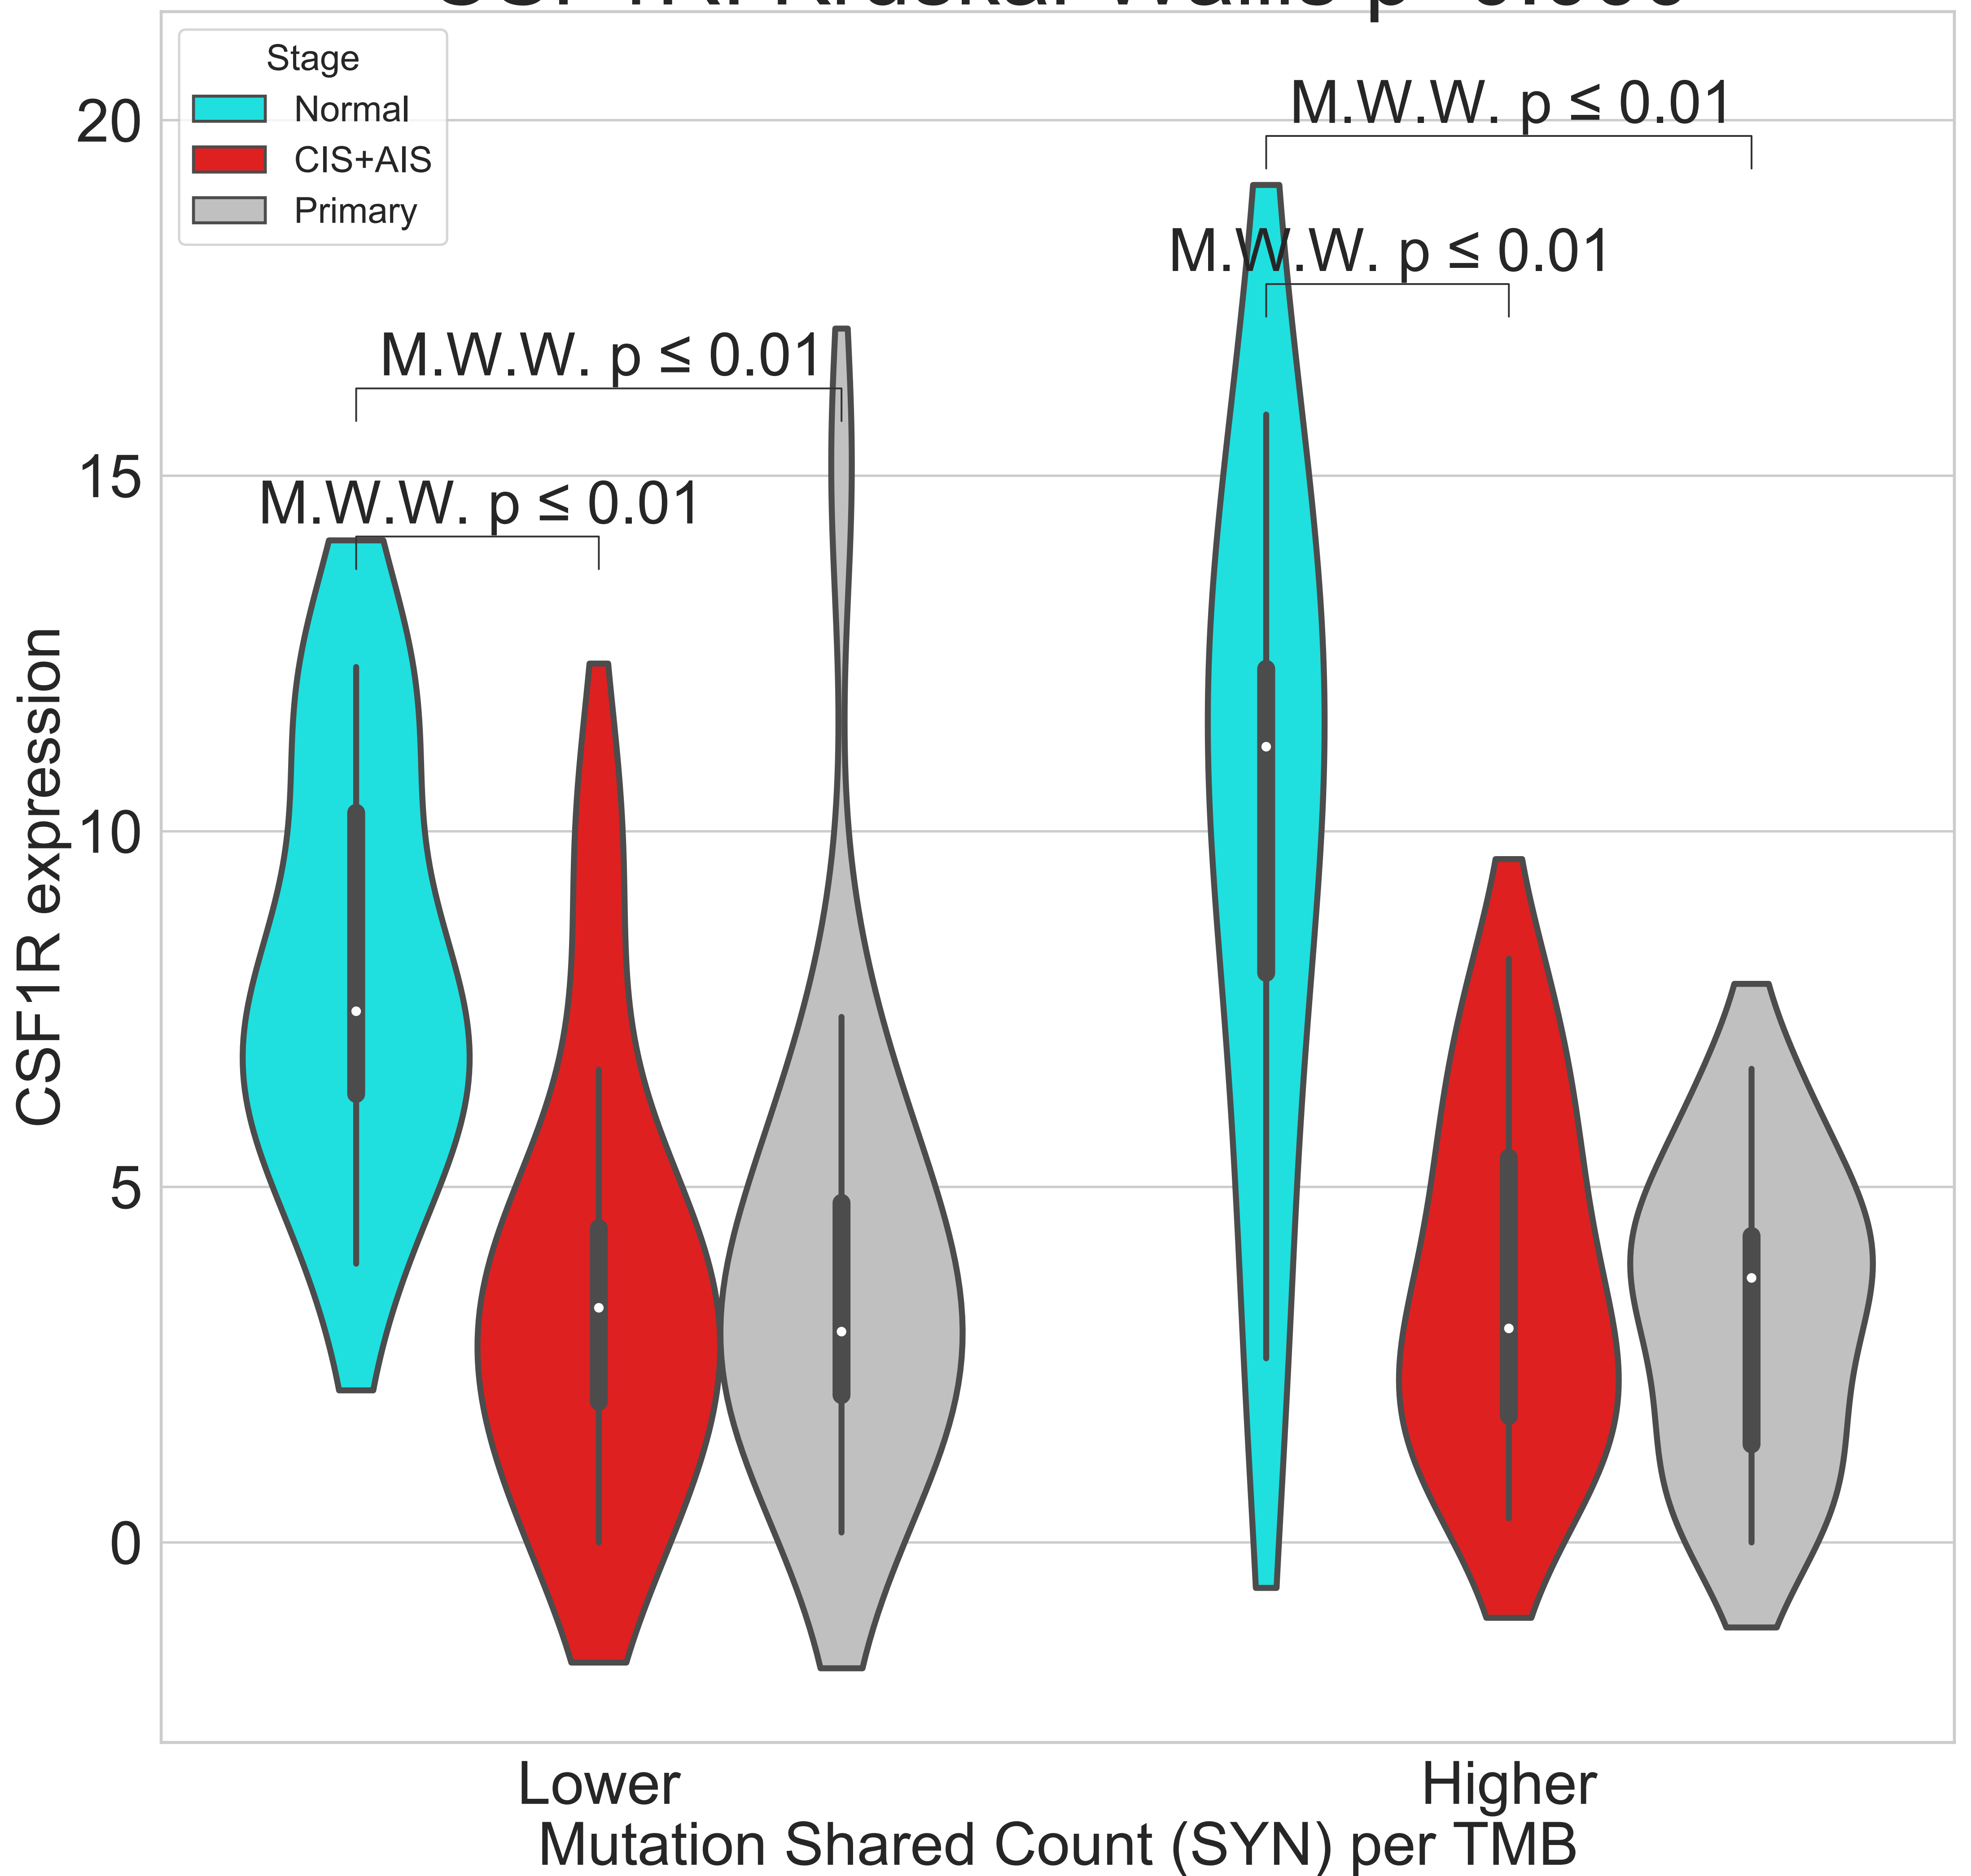 Stage
Normal
CIS+AIS
Primary
M.W.W. p ≤ 0.01
M.W.W. p ≤ 0.01
M.W.W. p ≤ 0.01
M.W.W. p ≤ 0.01
20
15
10
5
0
CSF1R expression
Lower
Higher
Mutation Shared Count (SYN) per TMB